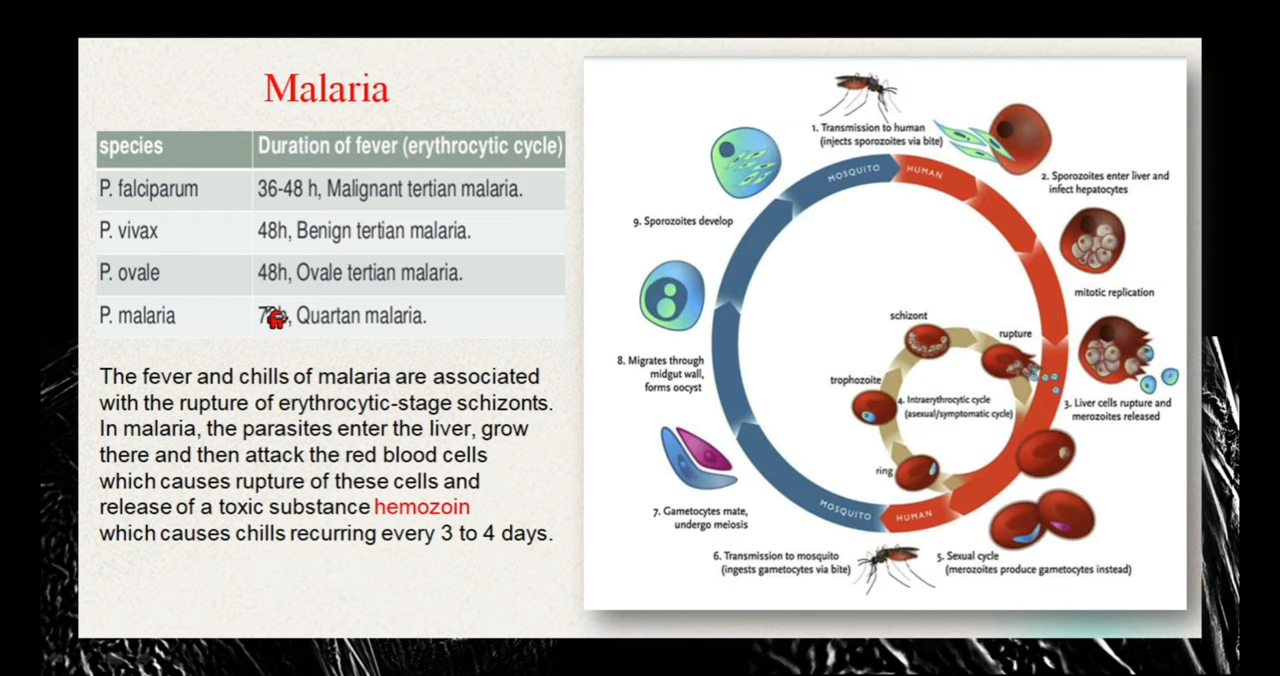 Malaria
species Duration of fever (erythrocytic cycle)
P. falciparum 36-48 h, Malignant tertian malaria.
P. vivax 48h, Benign tertian malaria.
P. ovale 48h, Ovale tertian malaria.
P. malaria , Quartan malaria.
The fever and chills of malaria are associated
with the rupture of erythrocytic-stage schizonts.
In malaria, the parasites enter the liver, grow
there and then attack the red blood cells
which causes rupture of these cells and
release of a toxic substance hemozoin
which causes chills recurring every 3 to 4 days.
1. Transmission to human
(injects sporozoites via bite)
MOSQUITO
HUMAN
2. Sporozoites enter liver and
infect hepatocytes
mitotic replication
3. Liver cells rupture and
merozoites released
schizont
rupture
trophozoite
4. Intraerythrocytic cycle
(asexual/symptomatic cycle)
ring
HUMAN
MOSQUITO
5. Sexual cycle
(merozoites produce gametocytes instead)
6. Transmission to mosquito
(ingests gametocytes via bite)
7. Gametocytes mate,
undergo meiosis
8. Migrates through
midgut wall,
forms oocyst
9. Sporozoites develop